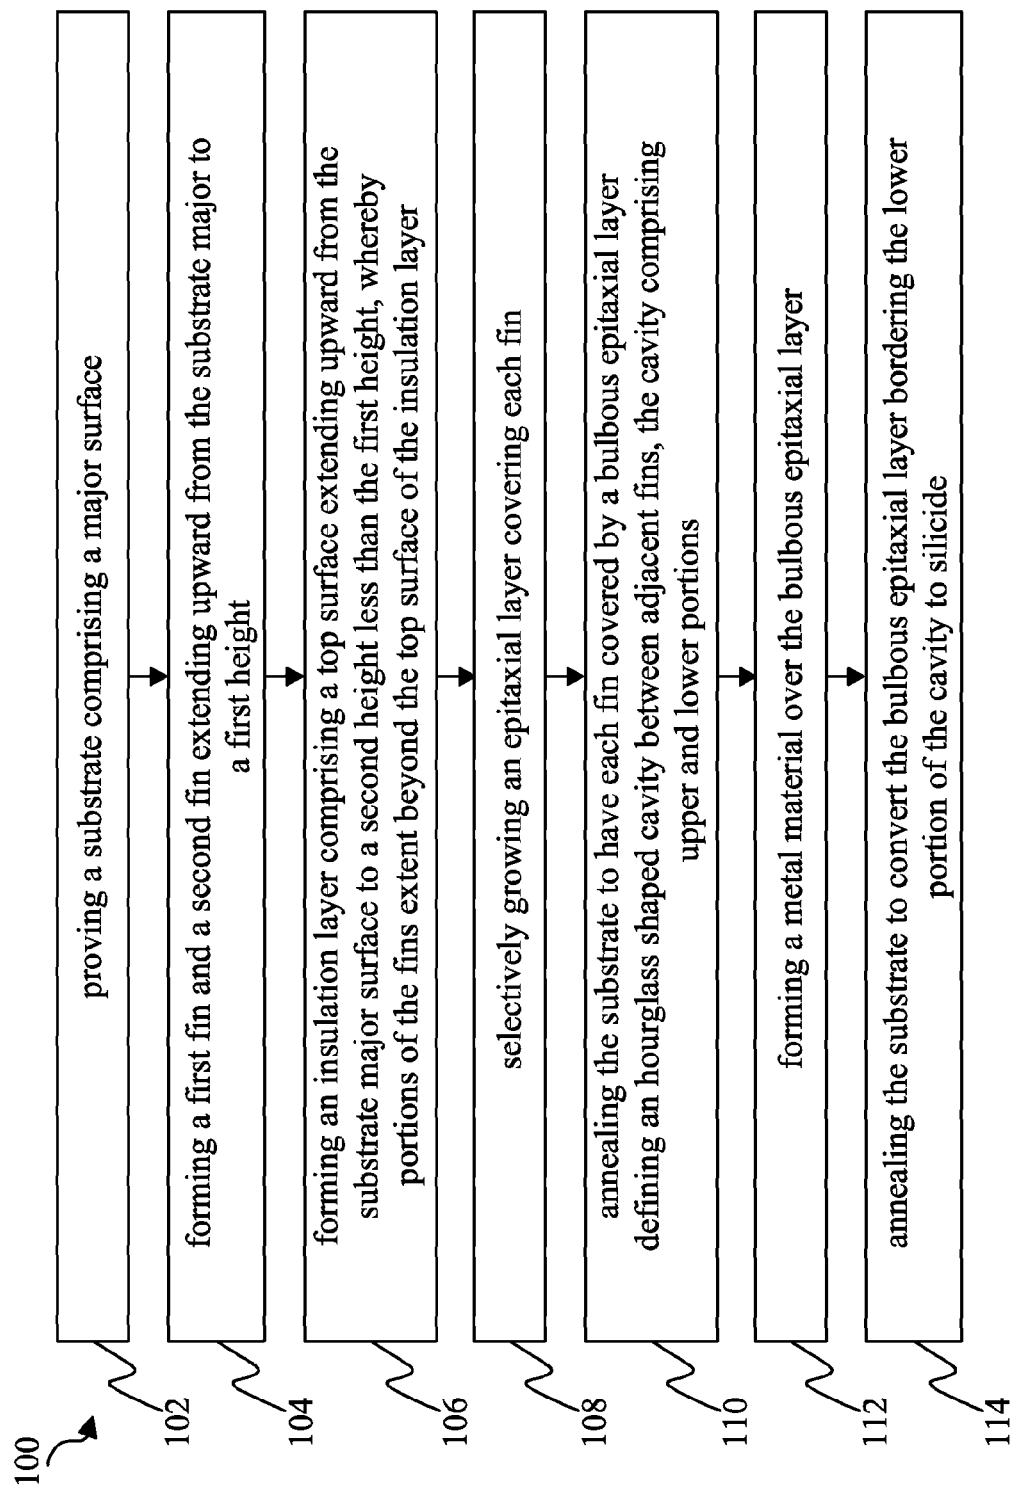 100
102
proving a substrate comprising a major surface
104
forming a first fin and a second fin extending upward from the substrate major to
a first height
106
forming an insulation layer comprising a top surface extending upward from the
substrate major surface to a second height less than the first height, whereby
portions of the fins extent beyond the top surface of the insulation layer
108
selectively growing an epitaxial layer covering each fin
110
annealing the substrate to have each fin covered by a bulbous epitaxial layer
defining an hourglass shaped cavity between adjacent fins, the cavity comprising
upper and lower portions
112
forming a metal material over the bulbous epitaxial layer
114
annealing the substrate to convert the bulbous epitaxial layer bordering the lower
portion of the cavity to silicide